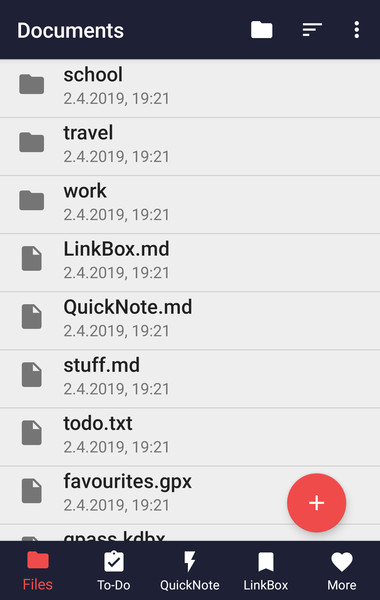 Documents
school
2.4.2019, 19:21
travel
2.4.2019, 19:21
work
2.4.2019, 19:21
LinkBox.md
2.4.2019, 19:21
QuickNote.md
2.4.2019, 19:21
stuff.md
2.4.2019, 19:21
todo.txt
2.4.2019, 19:21
favourites.gpx
2.4.2019, 19:21
gpass.kdbx
Files
To-Do
QuickNote
LinkBox
More